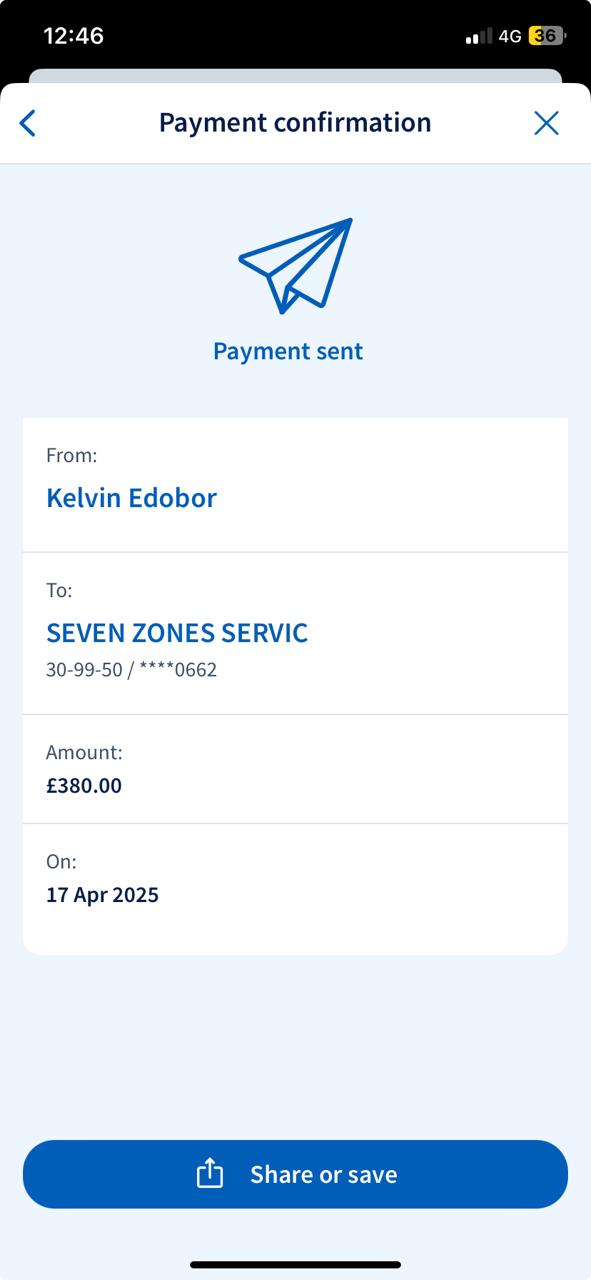 12:46
4G 36
Payment confirmation
Payment sent
From:
Kelvin Edobor
To:
SEVEN ZONES SERVIC
30-99-50 / ****0662
Amount:
£380.00
On:
17 Apr 2025
Share or save